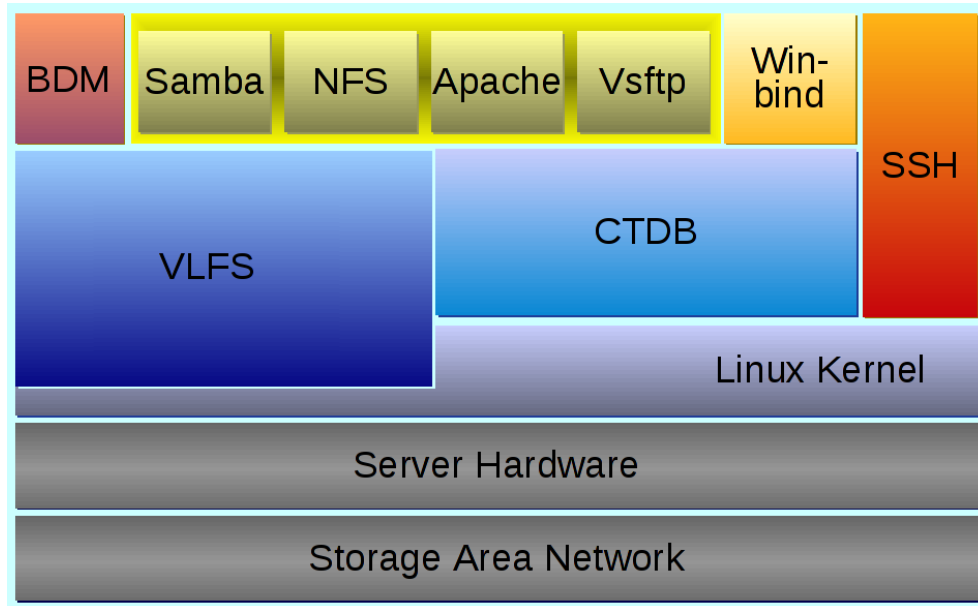 BDM
Samba
NFS
Apache
Vsftp
Win-
bind
SSH
VLFS
CTDB
Linux Kernel
Server Hardware
Storage Area Network